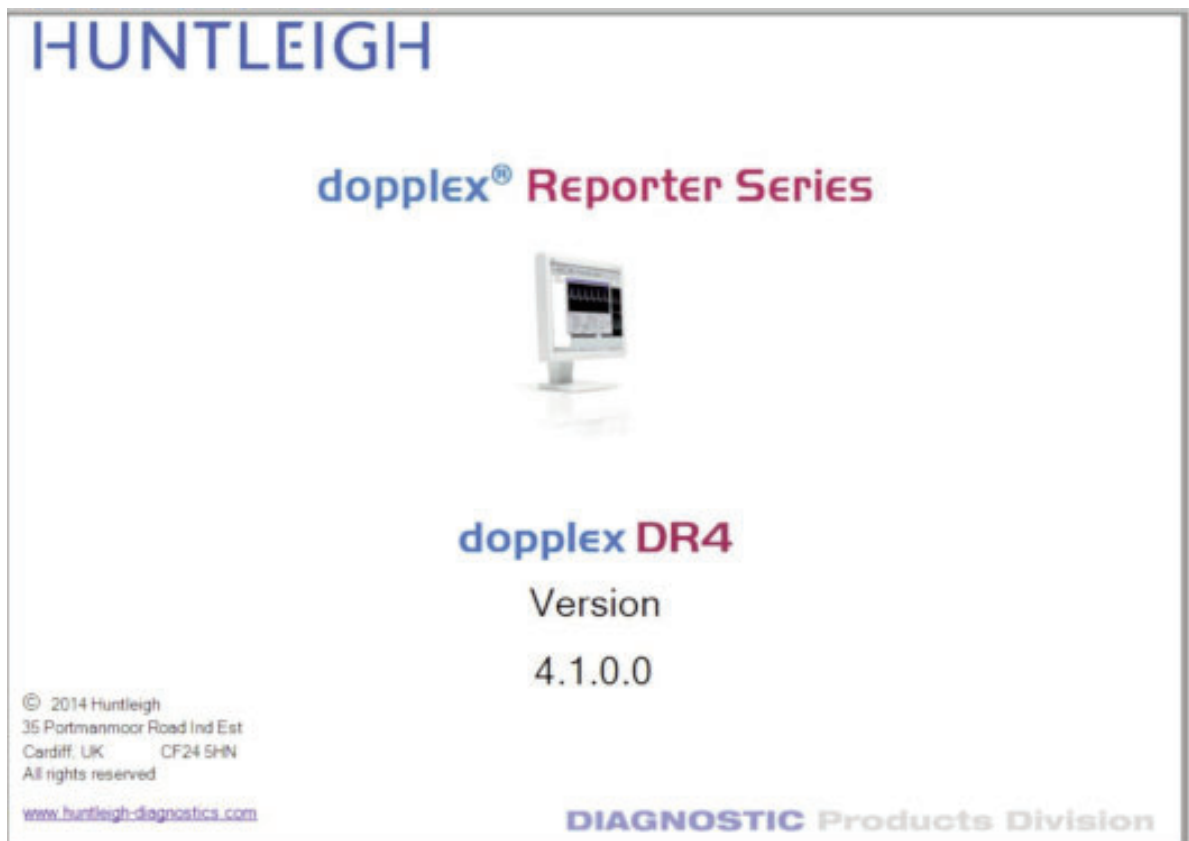 HUNTLEIGH
dopplex® Reporter Series
dopplex DR4
Version
4.1.0.0
© 2014 Huntleigh
35 Portmanmoor Road Ind Est
Cardiff, UK CF24 5HN
All rights reserved
www.huntleigh-diagnostics.com
DIAGNOSTIC Products Division